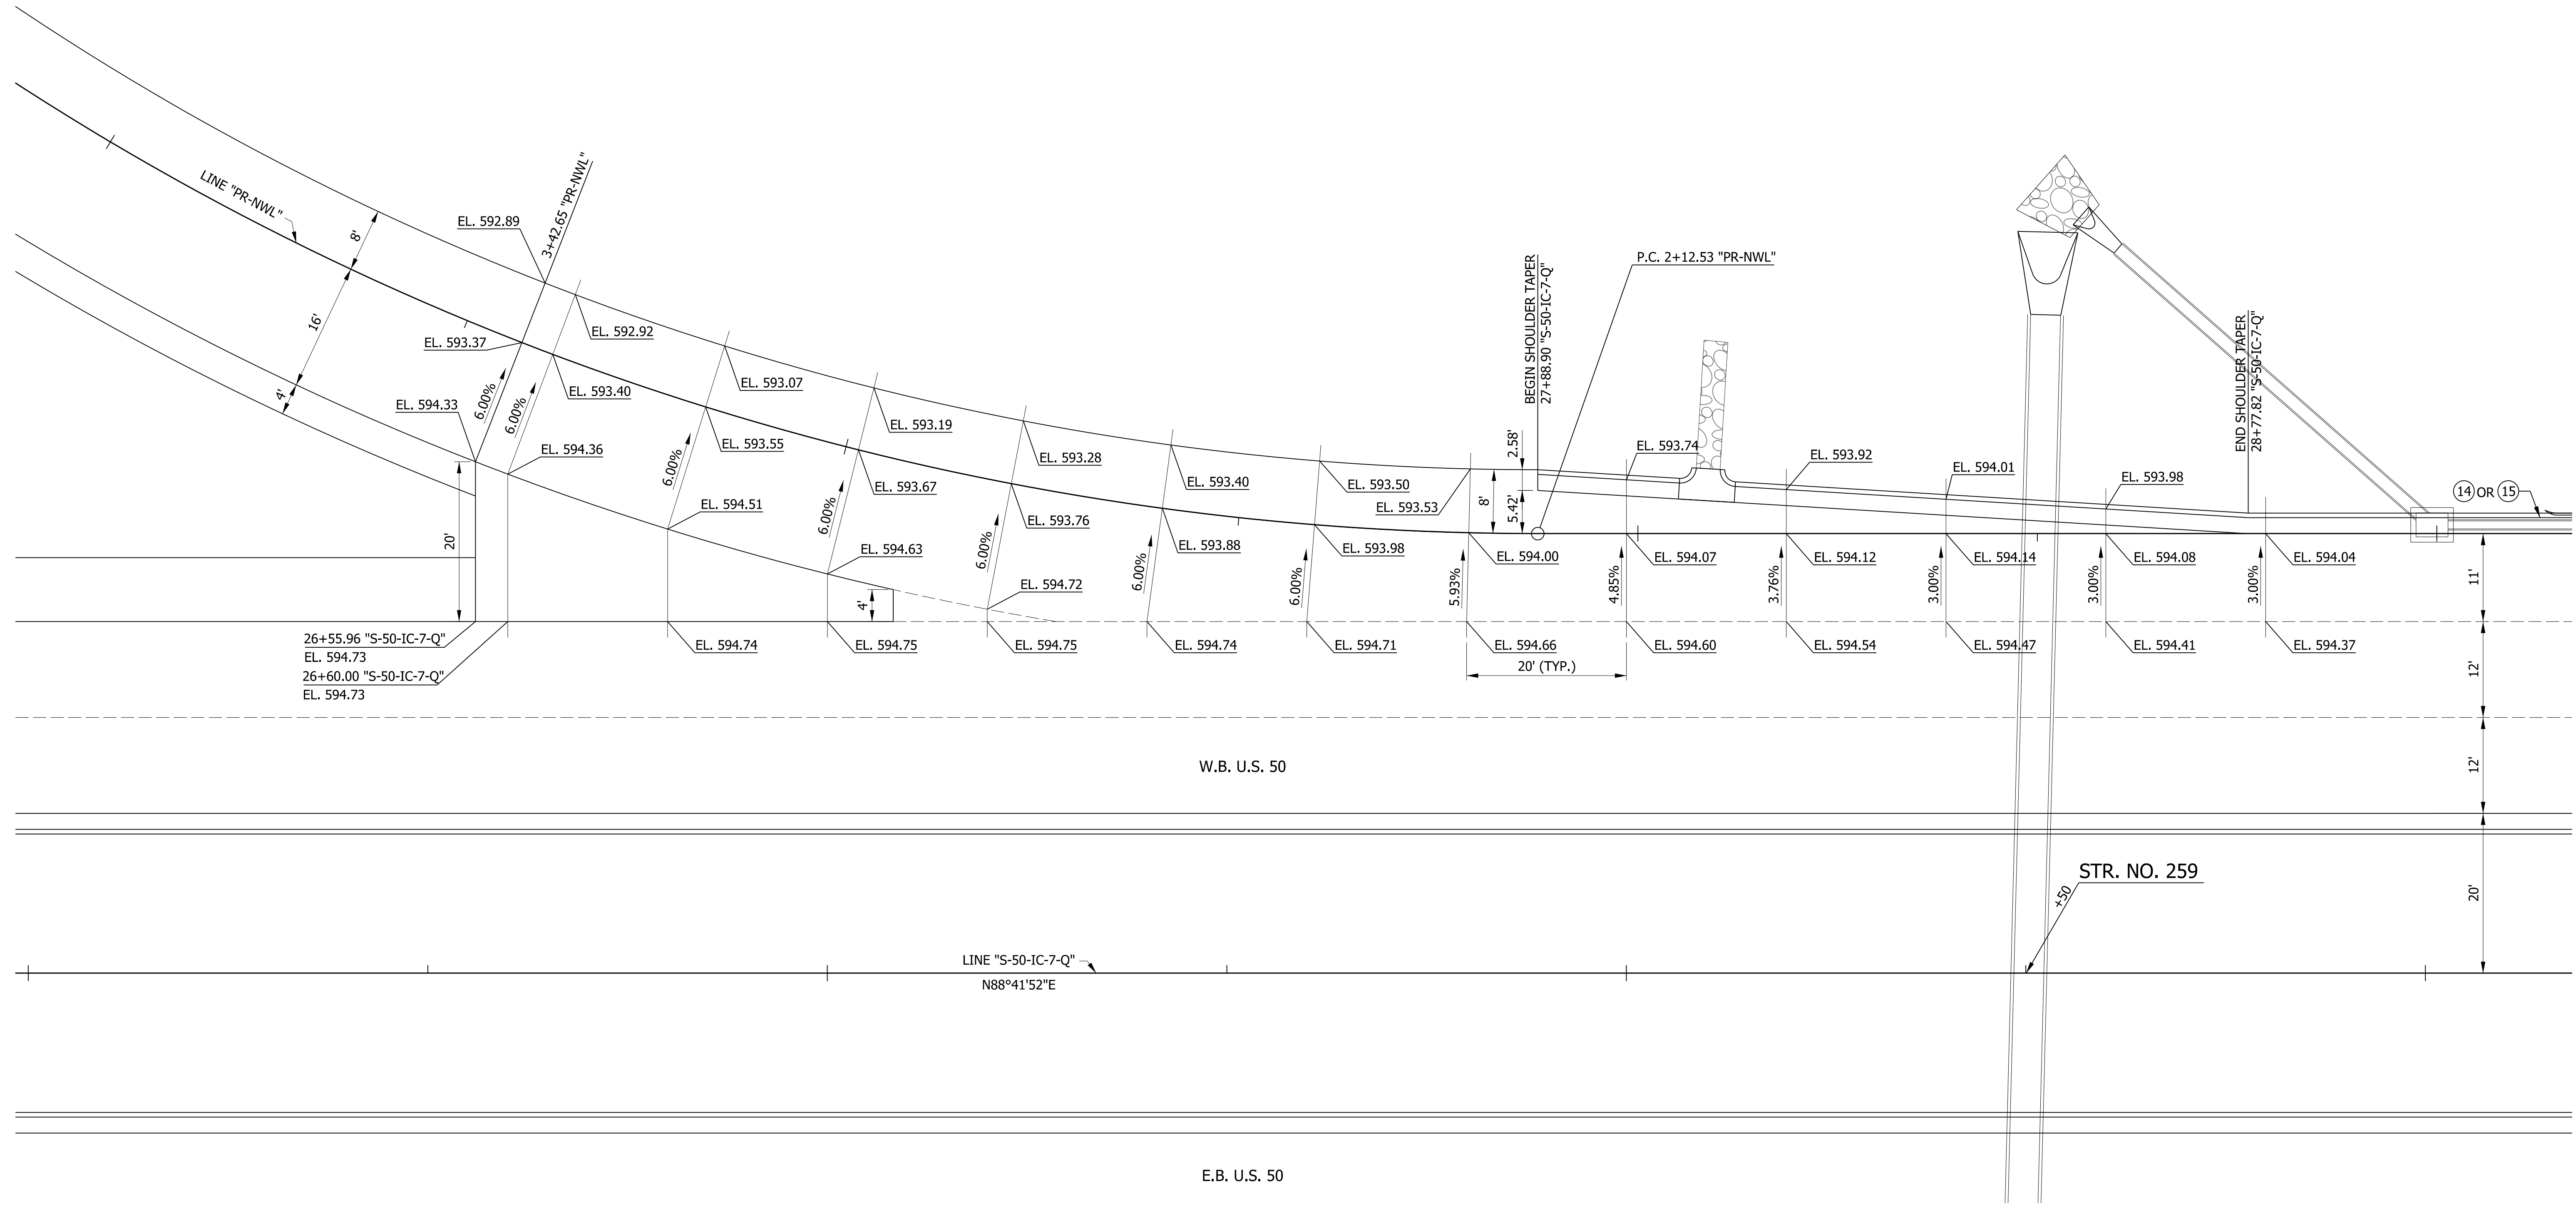 LINE "PR-NWL"
8'
16'
4'
EL. 592.89
3+42.65 "PR-NWL"
EL. 593.37
EL. 594.33
6.00%
6.00%
EL. 592.92
EL. 593.40
EL. 594.36
20'
26+55.96 "S-50-IC-7-Q"
EL. 594.73
26+60.00 "S-50-IC-7-Q"
EL. 594.73
EL. 593.07
EL. 593.55
6.00%
EL. 594.51
EL. 594.74
EL. 593.19
EL. 593.67
6.00%
EL. 594.63
4'
EL. 594.75
EL. 593.28
EL. 593.76
6.00%
EL. 594.72
EL. 594.75
EL. 593.40
EL. 593.88
6.00%
EL. 594.74
EL. 593.50
EL. 593.98
6.00%
EL. 594.71
EL. 593.53
EL. 594.00
5.93%
EL. 594.66
20' (TYP.)
8'
5.42'
2.58'
BEGIN SHOULDER TAPER
27+88.90 "S-50-IC-7-Q"
P.C. 2+12.53 "PR-NWL"
EL. 593.74
EL. 594.07
4.85%
EL. 594.60
EL. 593.92
EL. 594.12
3.76%
EL. 594.54
EL. 594.01
EL. 594.14
3.00%
EL. 594.47
EL. 593.98
EL. 594.08
3.00%
EL. 594.41
END SHOULDER TAPER
28+77.82 "S-50-IC-7-Q"
EL. 594.04
3.00%
EL. 594.37
14 OR 15
11'
12'
12'
20'
W.B. U.S. 50
STR. NO. 259
+50
LINE "S-50-IC-7-Q"
N88°41'52"E
E.B. U.S. 50